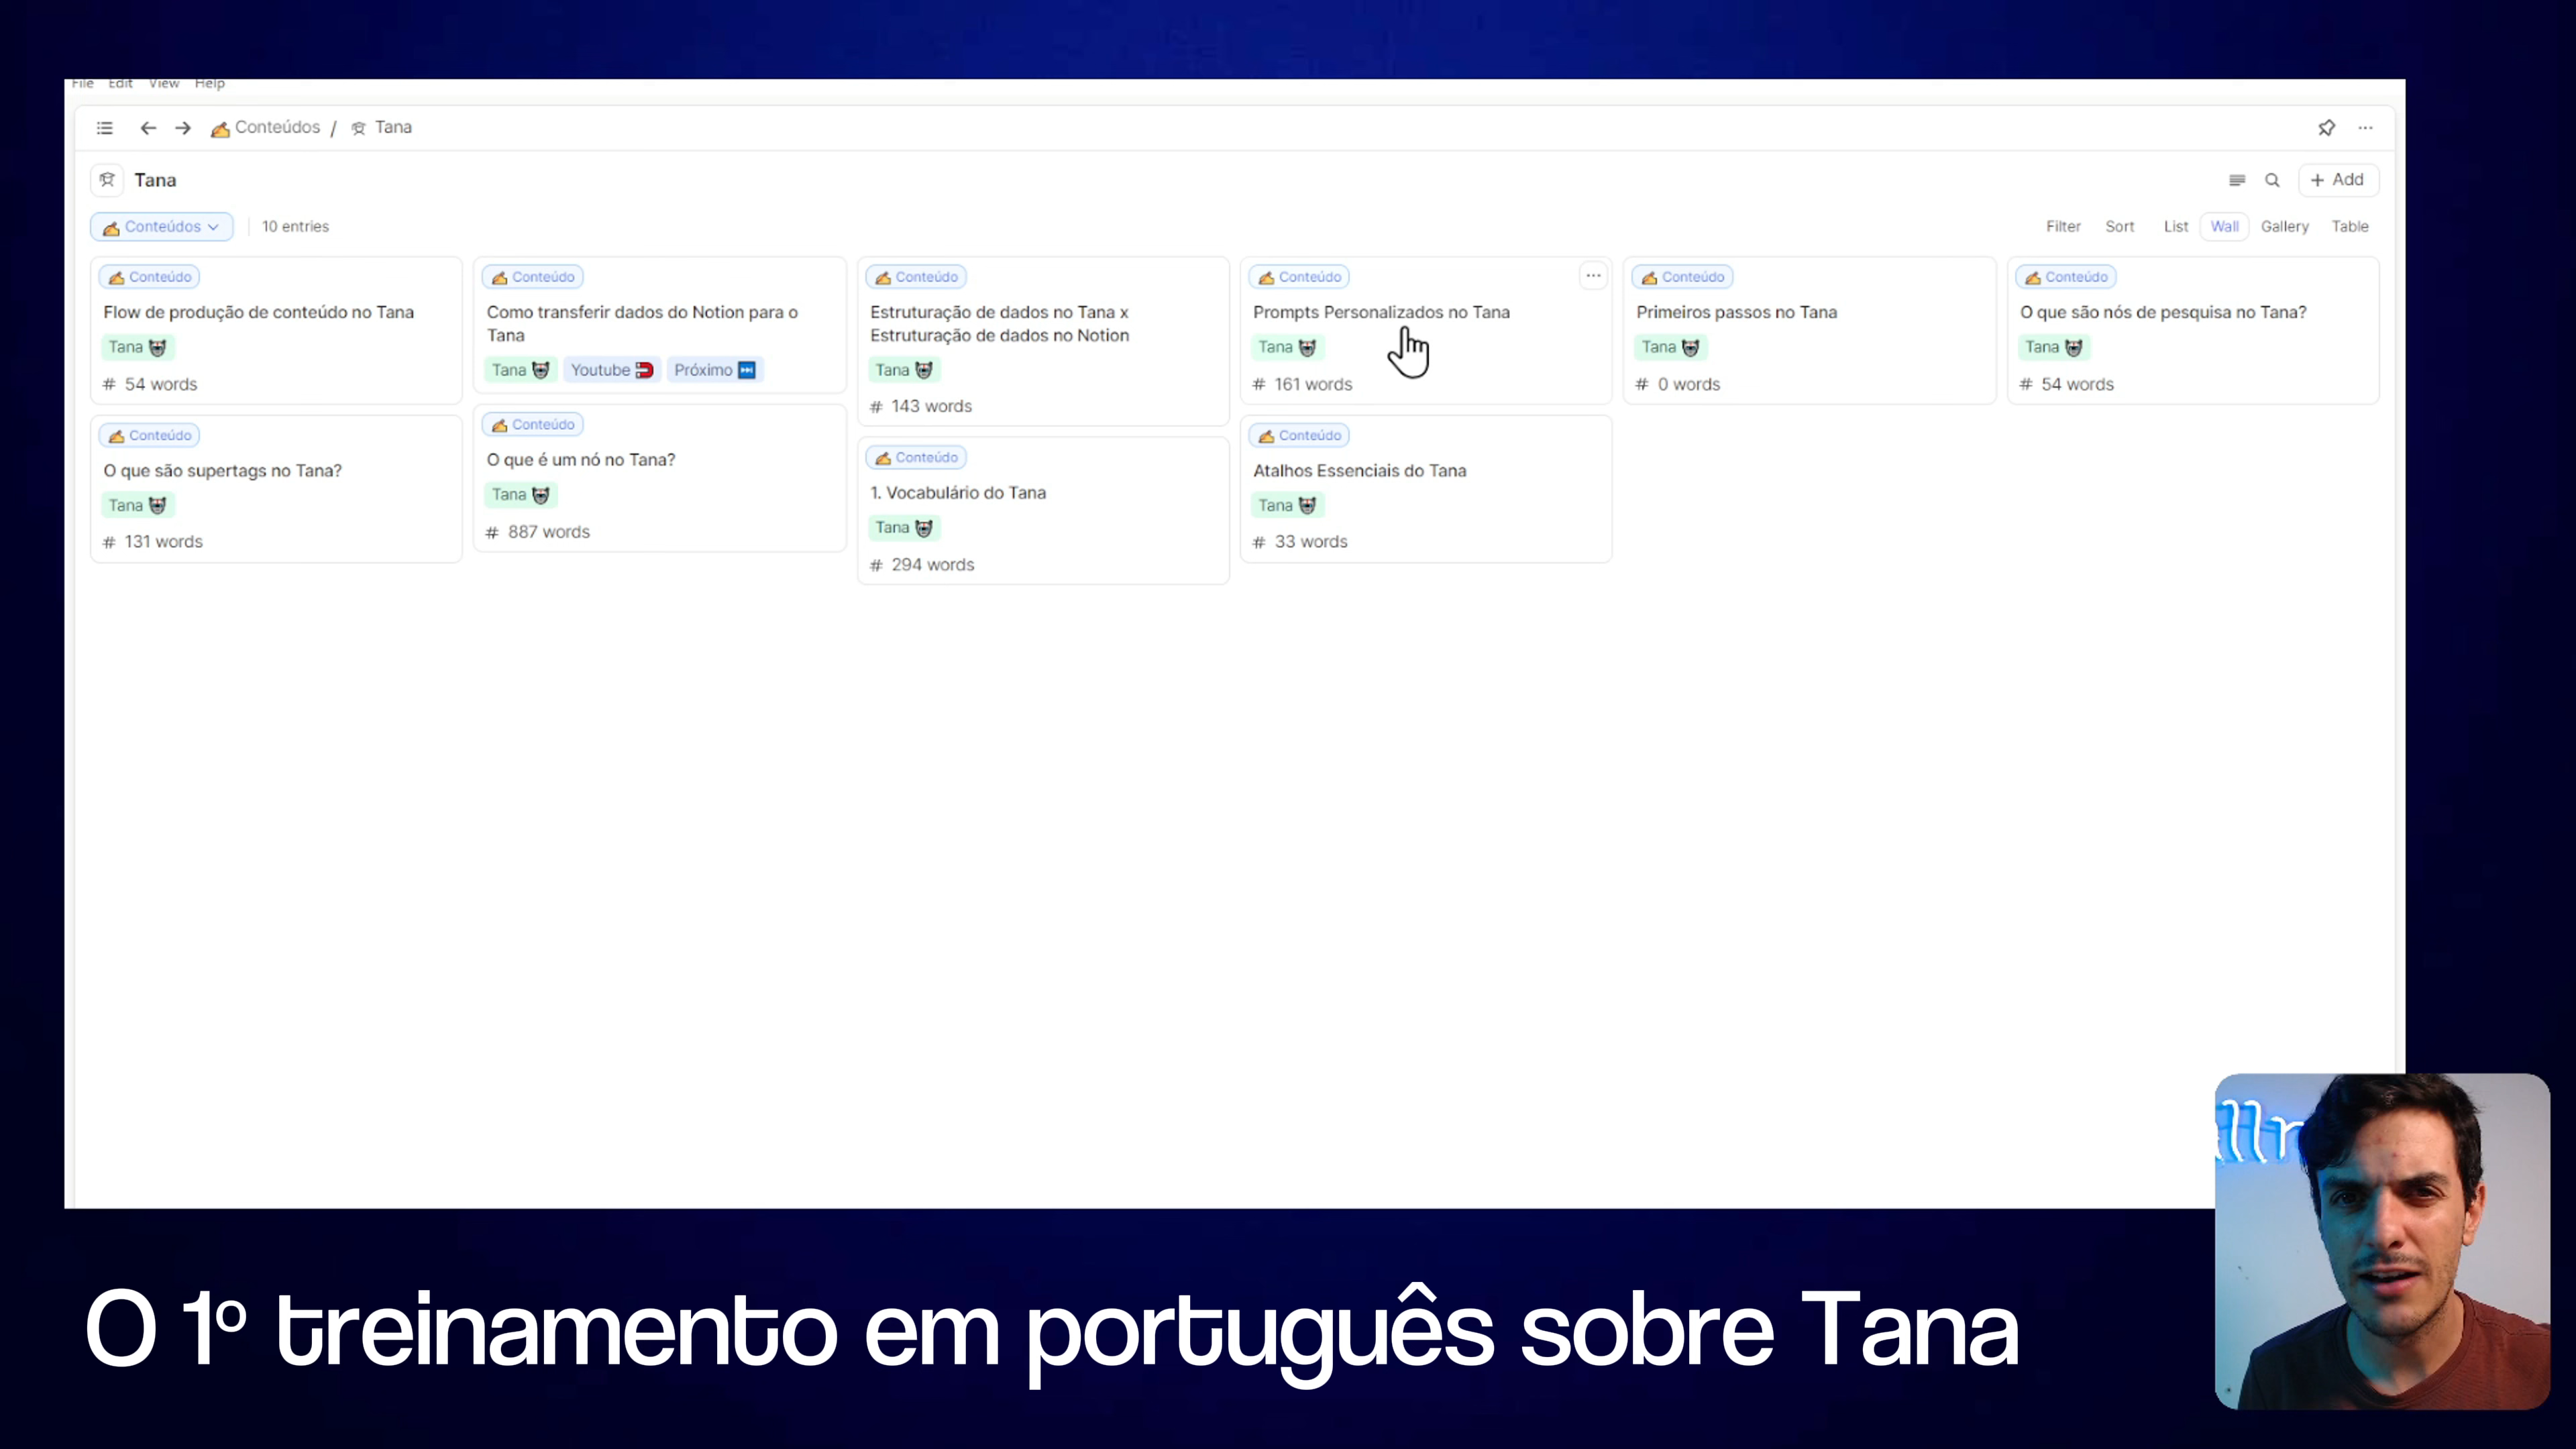 File Edit View Help
Conteúdos / Tana
Tana
+ Add
Conteúdos
10 entries
Filter Sort List Wall Gallery Table
Conteúdo
Flow de produção de conteúdo no Tana
Tana
# 54 words
Conteúdo
O que são supertags no Tana?
Tana
# 131 words
Conteúdo
Como transferir dados do Notion para o
Tana
Tana Youtube Próximo
Conteúdo
O que é um nó no Tana?
Tana
# 887 words
Conteúdo
Estruturação de dados no Tana x
Estruturação de dados no Notion
Tana
# 143 words
Conteúdo
1. Vocabulário do Tana
Tana
# 294 words
Conteúdo
Prompts Personalizados no Tana
Tana
# 161 words
Conteúdo
Atalhos Essenciais do Tana
Tana
# 33 words
Conteúdo
Primeiros passos no Tana
Tana
# 0 words
Conteúdo
O que são nós de pesquisa no Tana?
Tana
# 54 words
O 1º treinamento em português sobre Tana